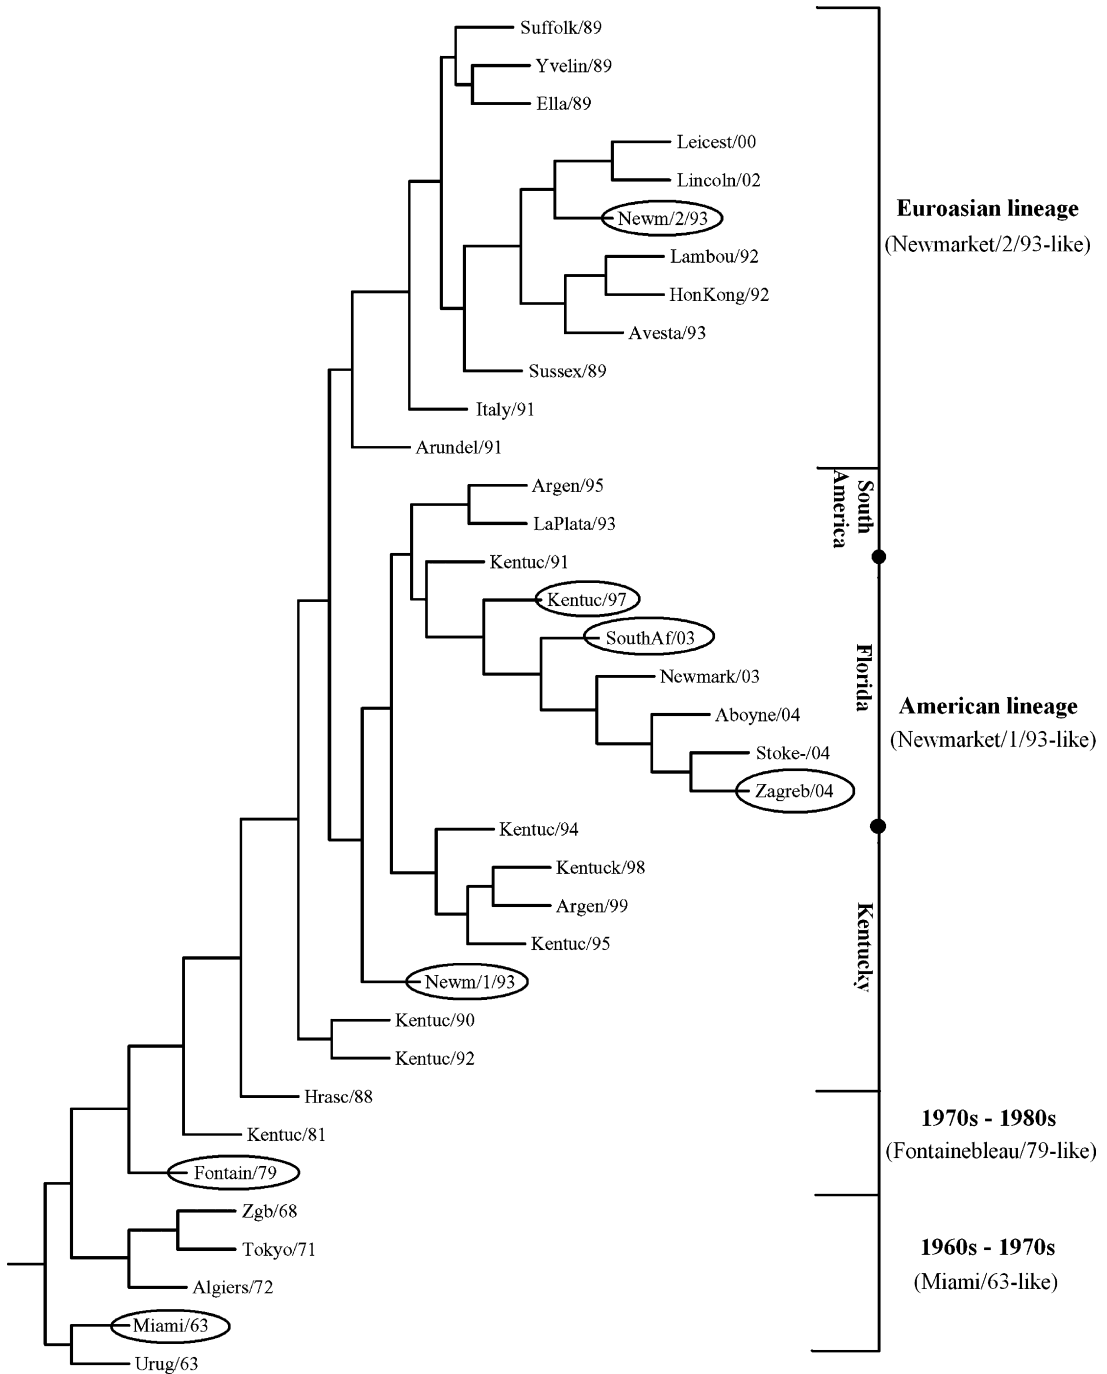 Suffolk/89
Yvelin/89
Ella/89
Leicest/00
Lincoln/02
Newm/2/93
Lambou/92
HonKong/92
Avesta/93
Sussex/89
Italy/91
Arundel/91
Argen/95
LaPlata/93
Kentuc/91
Kentuc/97
SouthAf/03
Newmark/03
Aboyne/04
Stoke-/04
Zagreb/04
Kentuc/94
Kentuck/98
Argen/99
Kentuc/95
Newm/1/93
Kentuc/90
Kentuc/92
Hrasc/88
Kentuc/81
Fontain/79
Zgb/68
Tokyo/71
Algiers/72
Miami/63
Urug/63
Euroasian lineage
(Newmarket/2/93-like)
South
America
Florida
Kentucky
American lineage
(Newmarket/1/93-like)
1970s - 1980s
(Fontainebleau/79-like)
1960s - 1970s
(Miami/63-like)